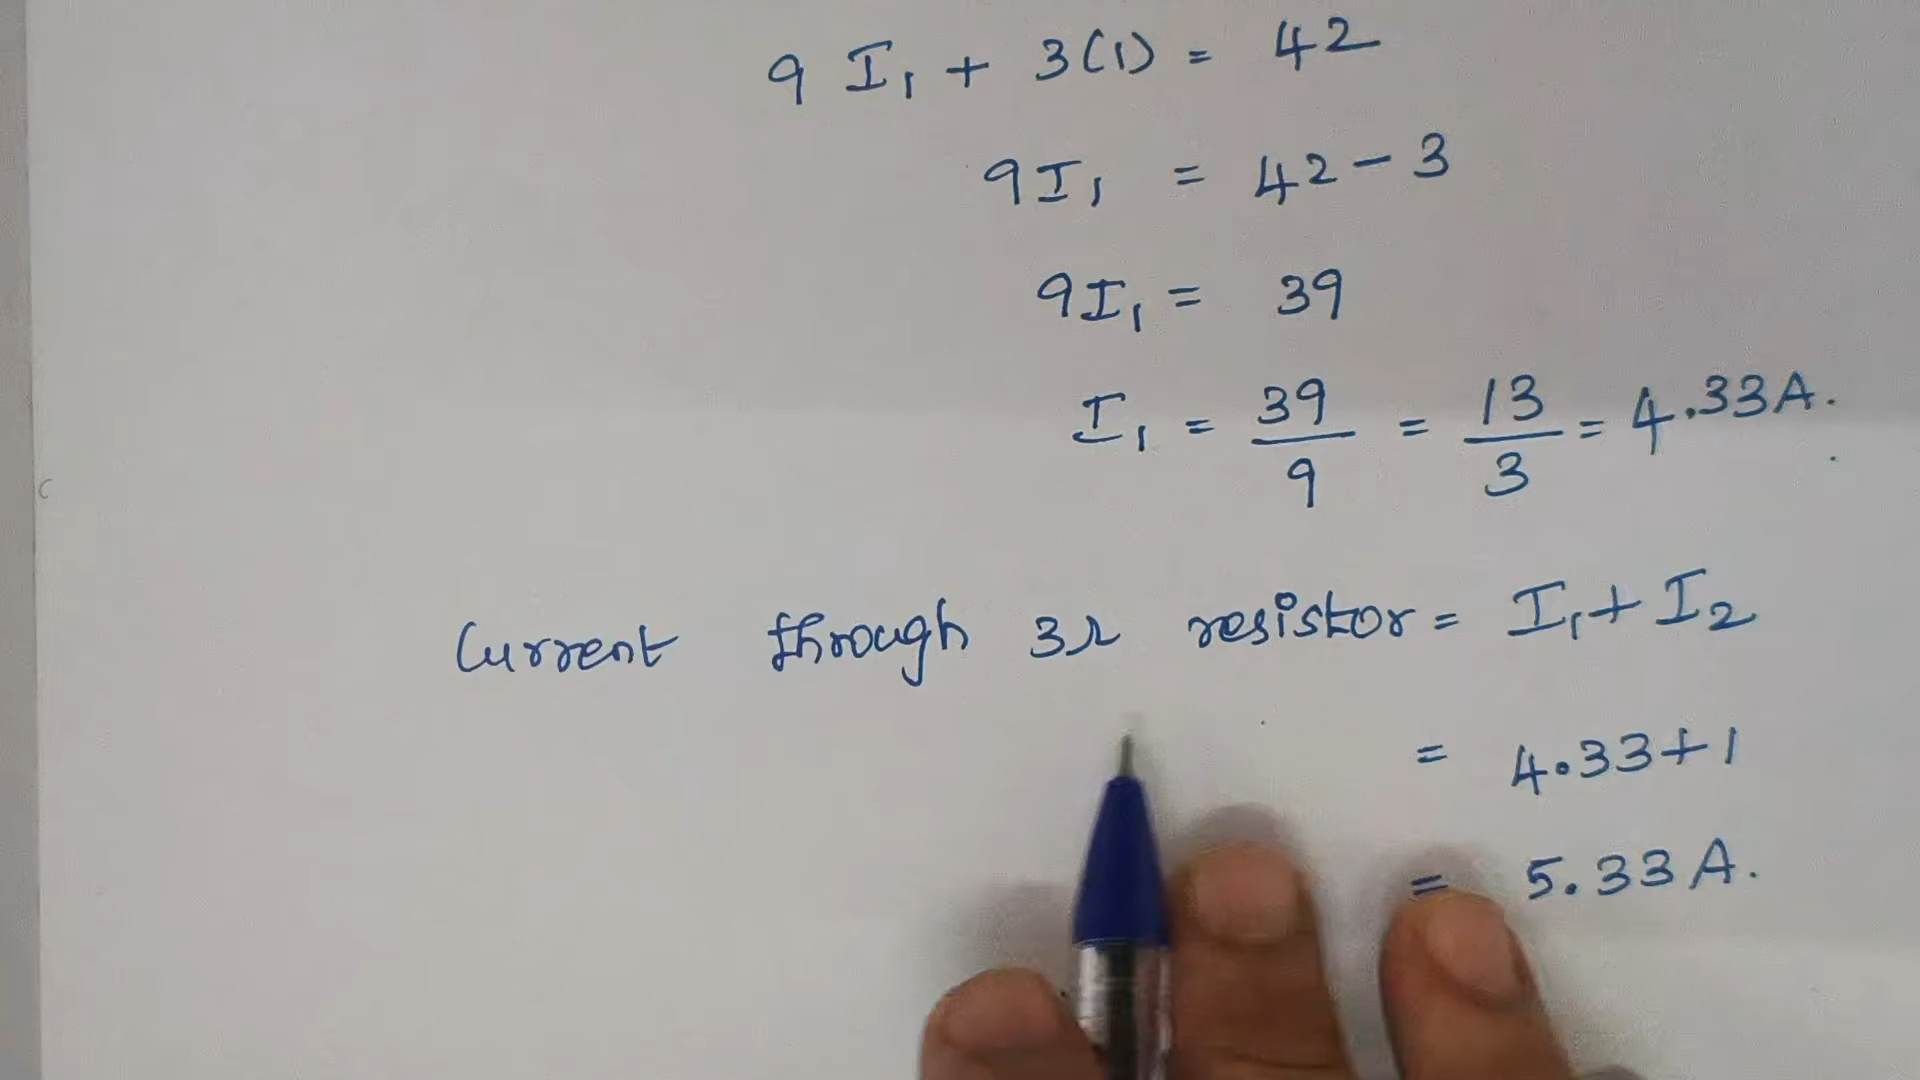 9 I₁ + 3(1) = 42
9I₁ = 42 - 3
9I₁ = 39
I₁ = 39/9 = 13/3 = 4.33A.
Current through 3Ω resistor = I₁ + I₂
= 4.33 + 1
= 5.33 A.